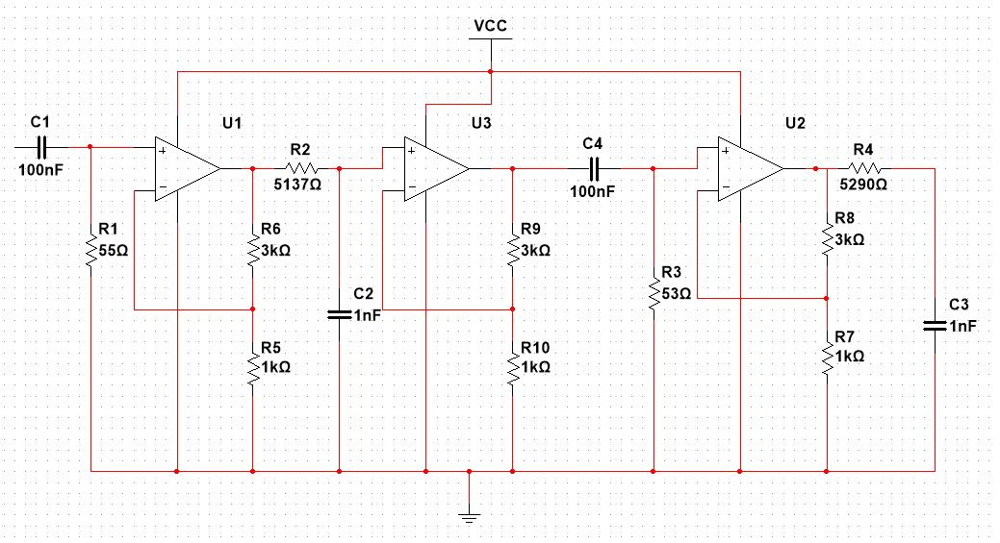 VCC
C1
100nF
R1
55Ω
U1
+
−
R2
5137Ω
R6
3kΩ
R5
1kΩ
C2
1nF
U3
+
−
R9
3kΩ
R10
1kΩ
C4
100nF
R3
53Ω
U2
+
−
R4
5290Ω
R8
3kΩ
R7
1kΩ
C3
1nF